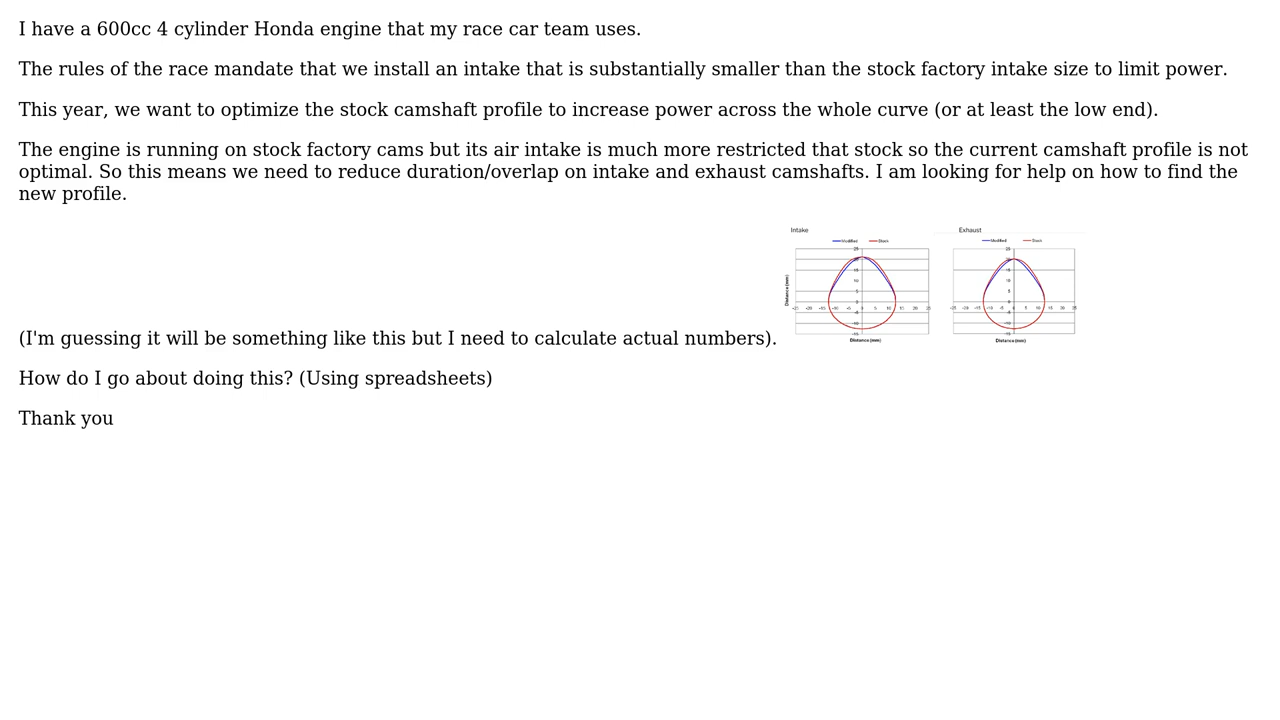 I have a 600cc 4 cylinder Honda engine that my race car team uses.
The rules of the race mandate that we install an intake that is substantially smaller than the stock factory intake size to limit power.
This year, we want to optimize the stock camshaft profile to increase power across the whole curve (or at least the low end).
The engine is running on stock factory cams but its air intake is much more restricted that stock so the current camshaft profile is not
optimal. So this means we need to reduce duration/overlap on intake and exhaust camshafts. I am looking for help on how to find the
new profile.
Intake
Modified Stock
Distance (mm)
Distance (mm)
Exhaust
Modified Stock
Distance (mm)
(I'm guessing it will be something like this but I need to calculate actual numbers).
How do I go about doing this? (Using spreadsheets)
Thank you